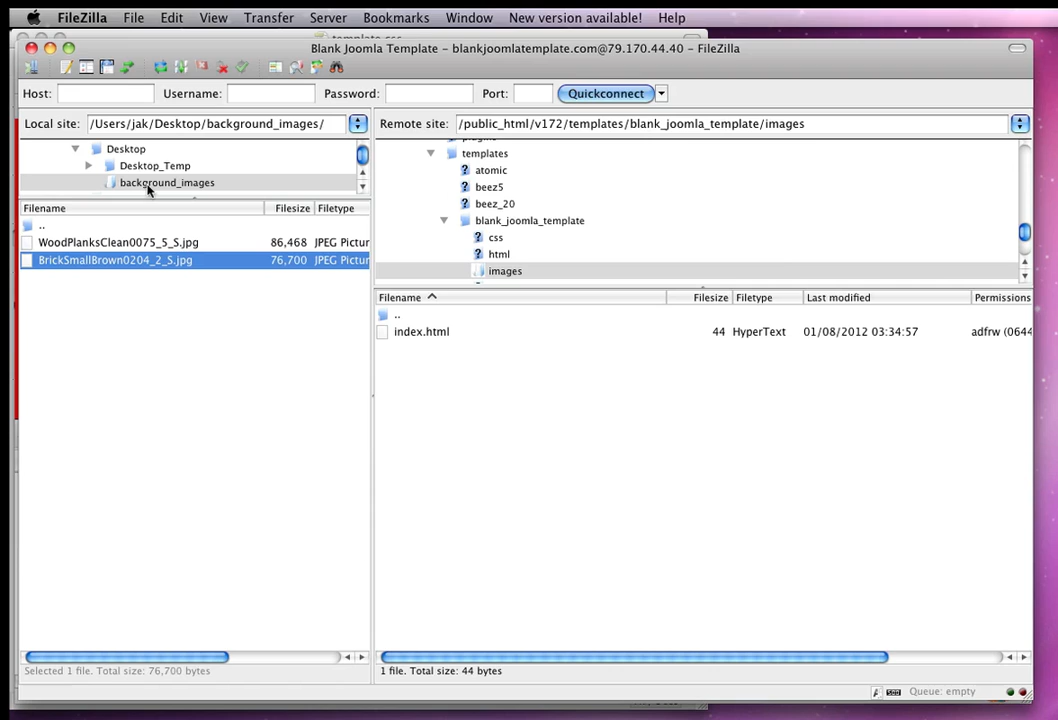 FileZilla File Edit View Transfer Server Bookmarks Window New version available! Help
Blank Joomla Template – blankjoomlatemplate.com@79.170.44.40 – FileZilla
Host: Username: Password: Port: Quickconnect
Local site: /Users/jak/Desktop/background_images/
Remote site: /public_html/v172/templates/blank_joomla_template/images
Desktop
Desktop_Temp
background_images
templates
atomic
beez5
beez_20
blank_joomla_template
css
html
images
Filename Filesize Filetype
..
WoodPlanksClean0075_5_S.jpg 86,468 JPEG Pictur
BrickSmallBrown0204_2_S.jpg 76,700 JPEG Pictur
Filename Filesize Filetype Last modified Permissions
..
index.html 44 HyperText 01/08/2012 03:34:57 adfrw (0644
Selected 1 file. Total size: 76,700 bytes
1 file. Total size: 44 bytes
Queue: empty